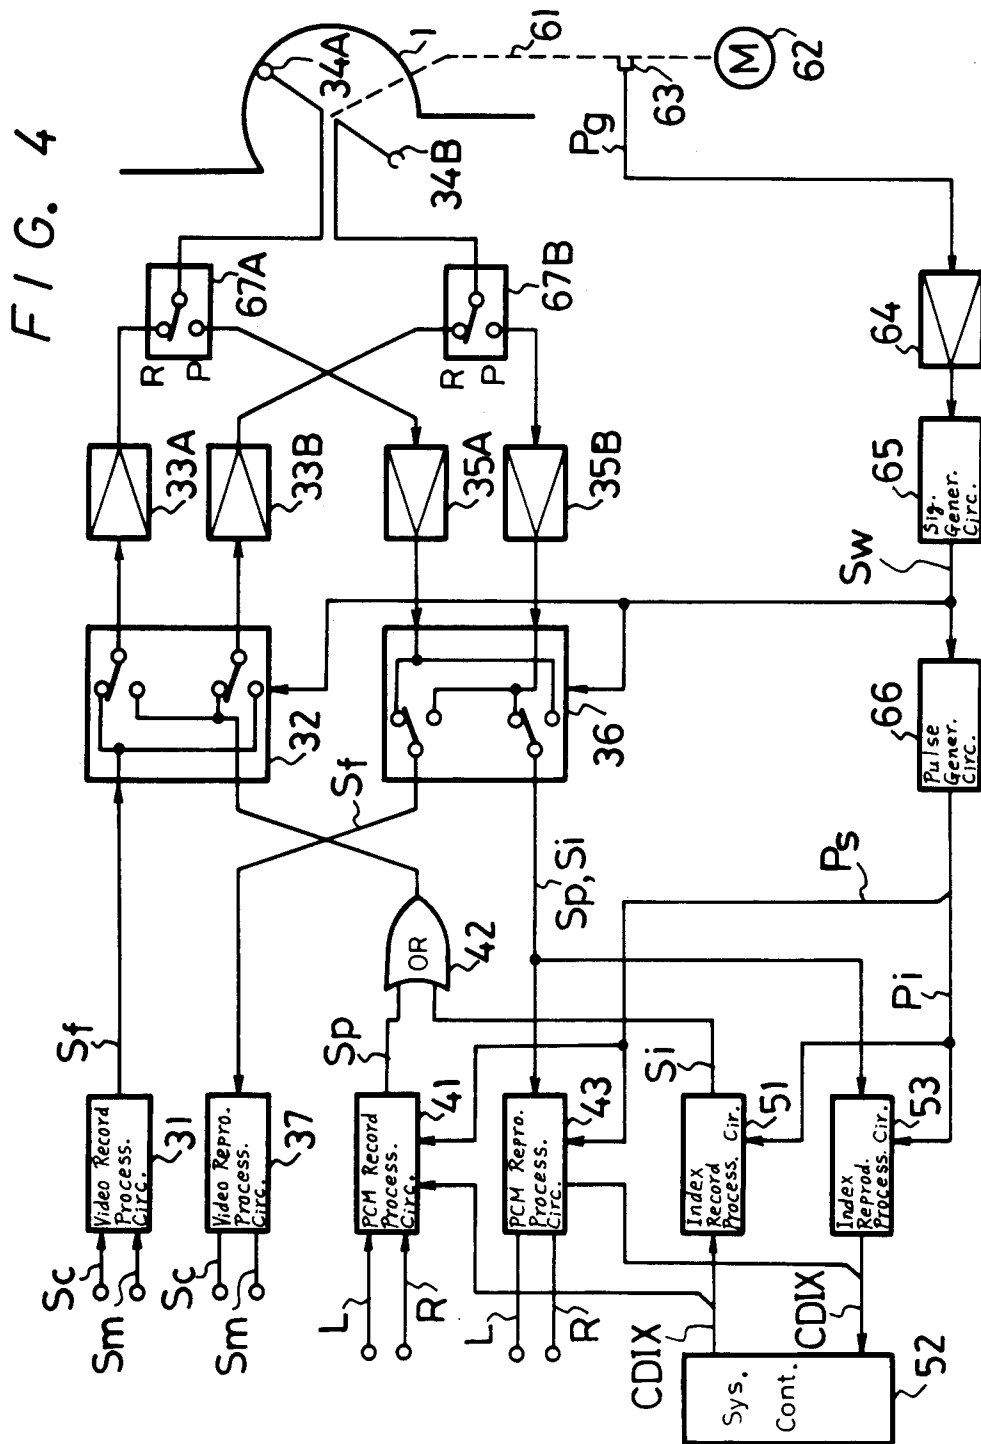 FIG. 4
Sc
Sm
Video Record
Process.
Circ.
31
Sf
32
33A
R
P
67A
34A
1
61
Sc
Sm
Video Repro.
Process.
Circ.
37
Sf
33B
R
P
67B
34B
63
M
62
L
R
PCM Record
Process.
Circ.
41
Sp
OR
42
36
35A
Pg
L
R
PCM Repro.
Process
Circ.
43
Sp, Si
35B
CDIX
Index
Record
Process. Cir.
51
Si
Ps
CDIX
Index
Reprod.
Process. Cir.
53
Pi
Pulse
Gener.
Circ.
66
Sw
Sig.
Gener
Circ.
65
64
Sys.
Cont.
52